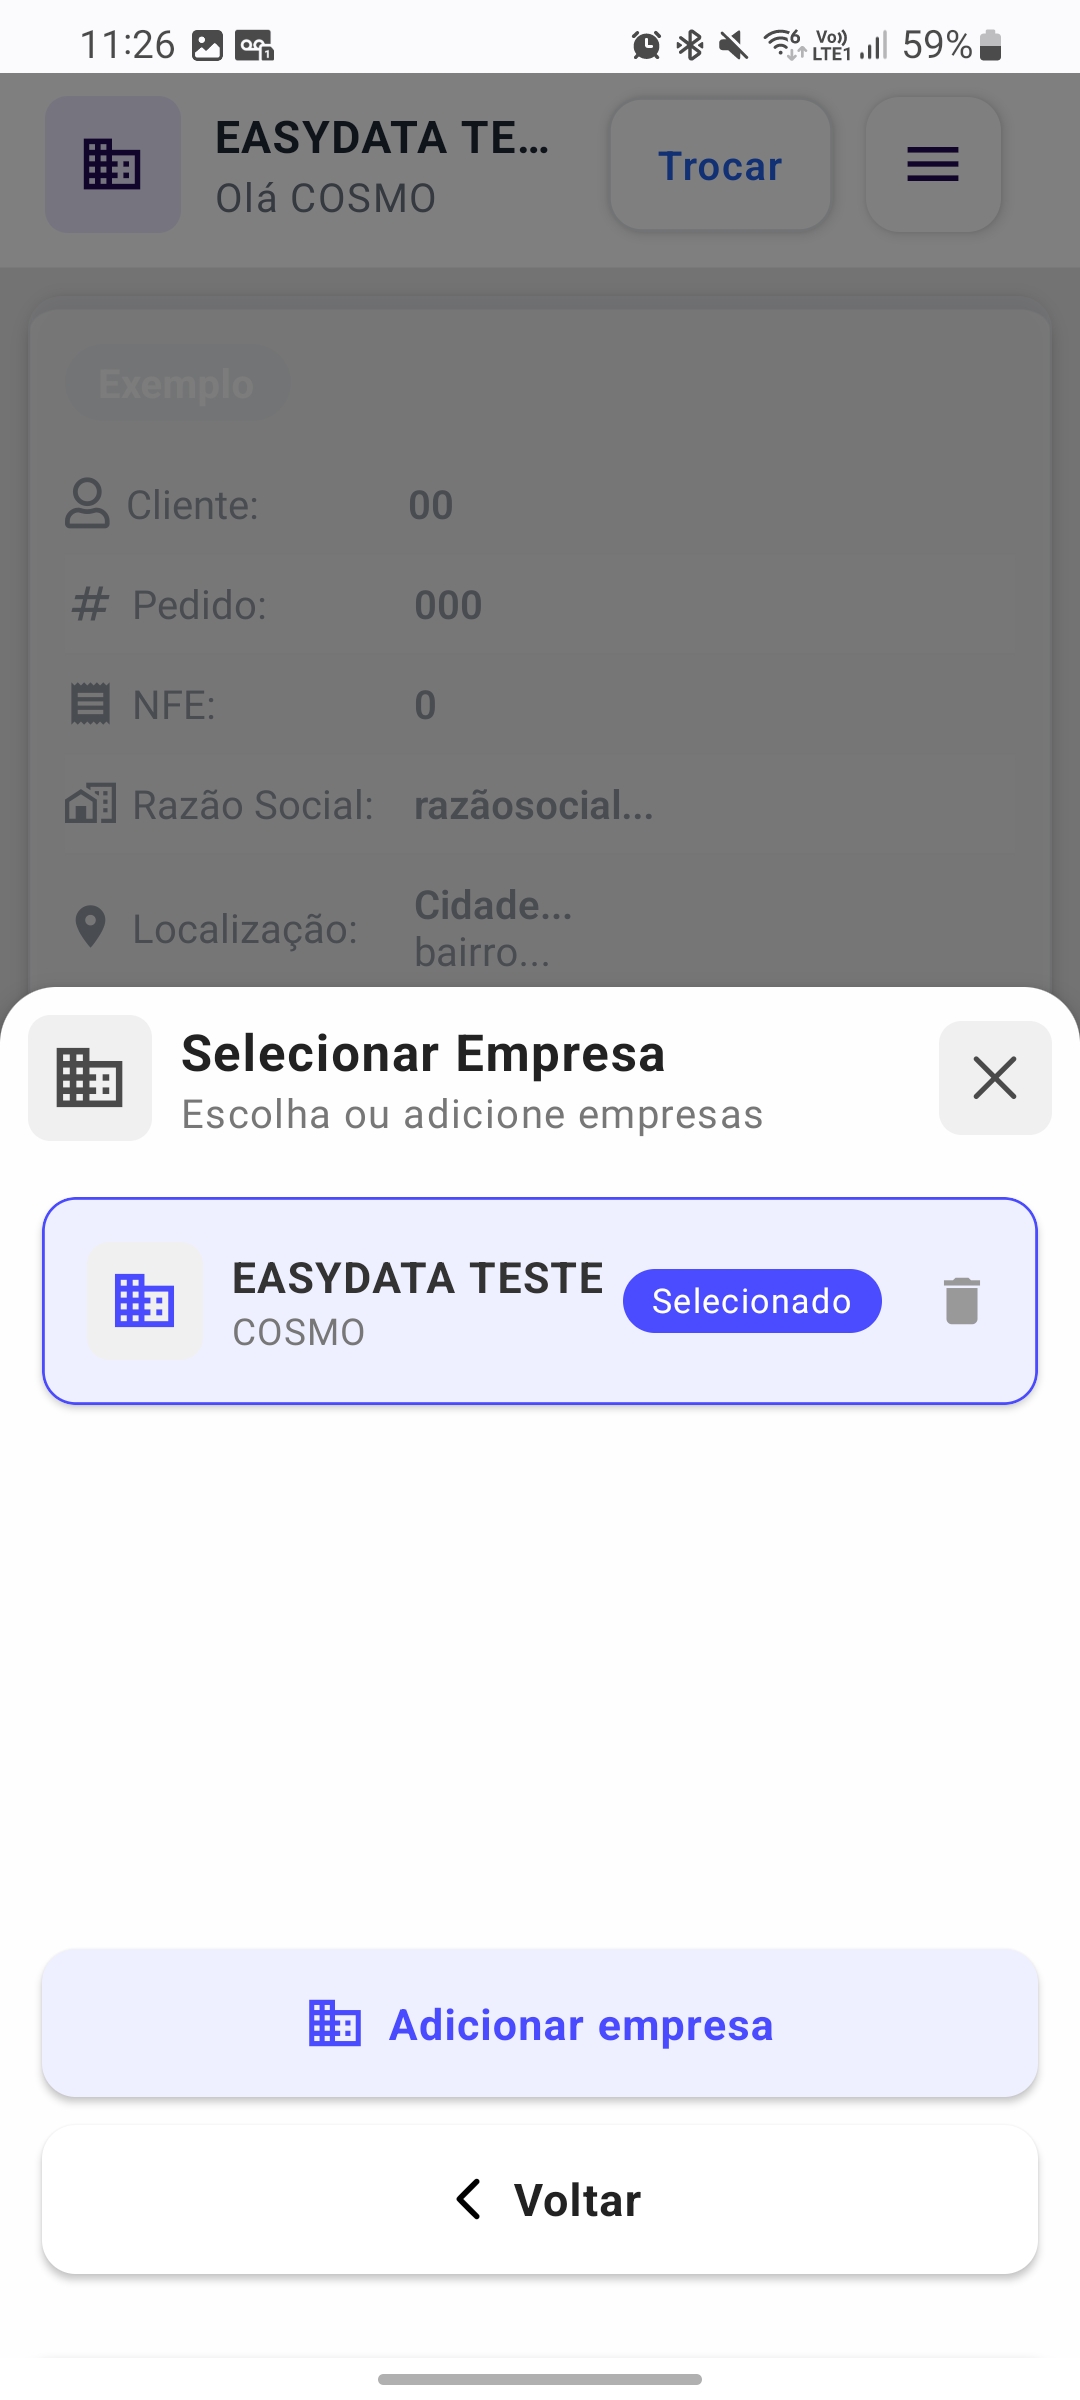 11:26
Vo)) LTE1
59%
EASYDATA TE...
Olá COSMO
Trocar
Exemplo
Cliente: 00
# Pedido: 000
NFE: 0
Razão Social: razãosocial...
Localização: Cidade...
bairro...
Selecionar Empresa
Escolha ou adicione empresas
EASYDATA TESTE
COSMO
Selecionado
Adicionar empresa
Voltar